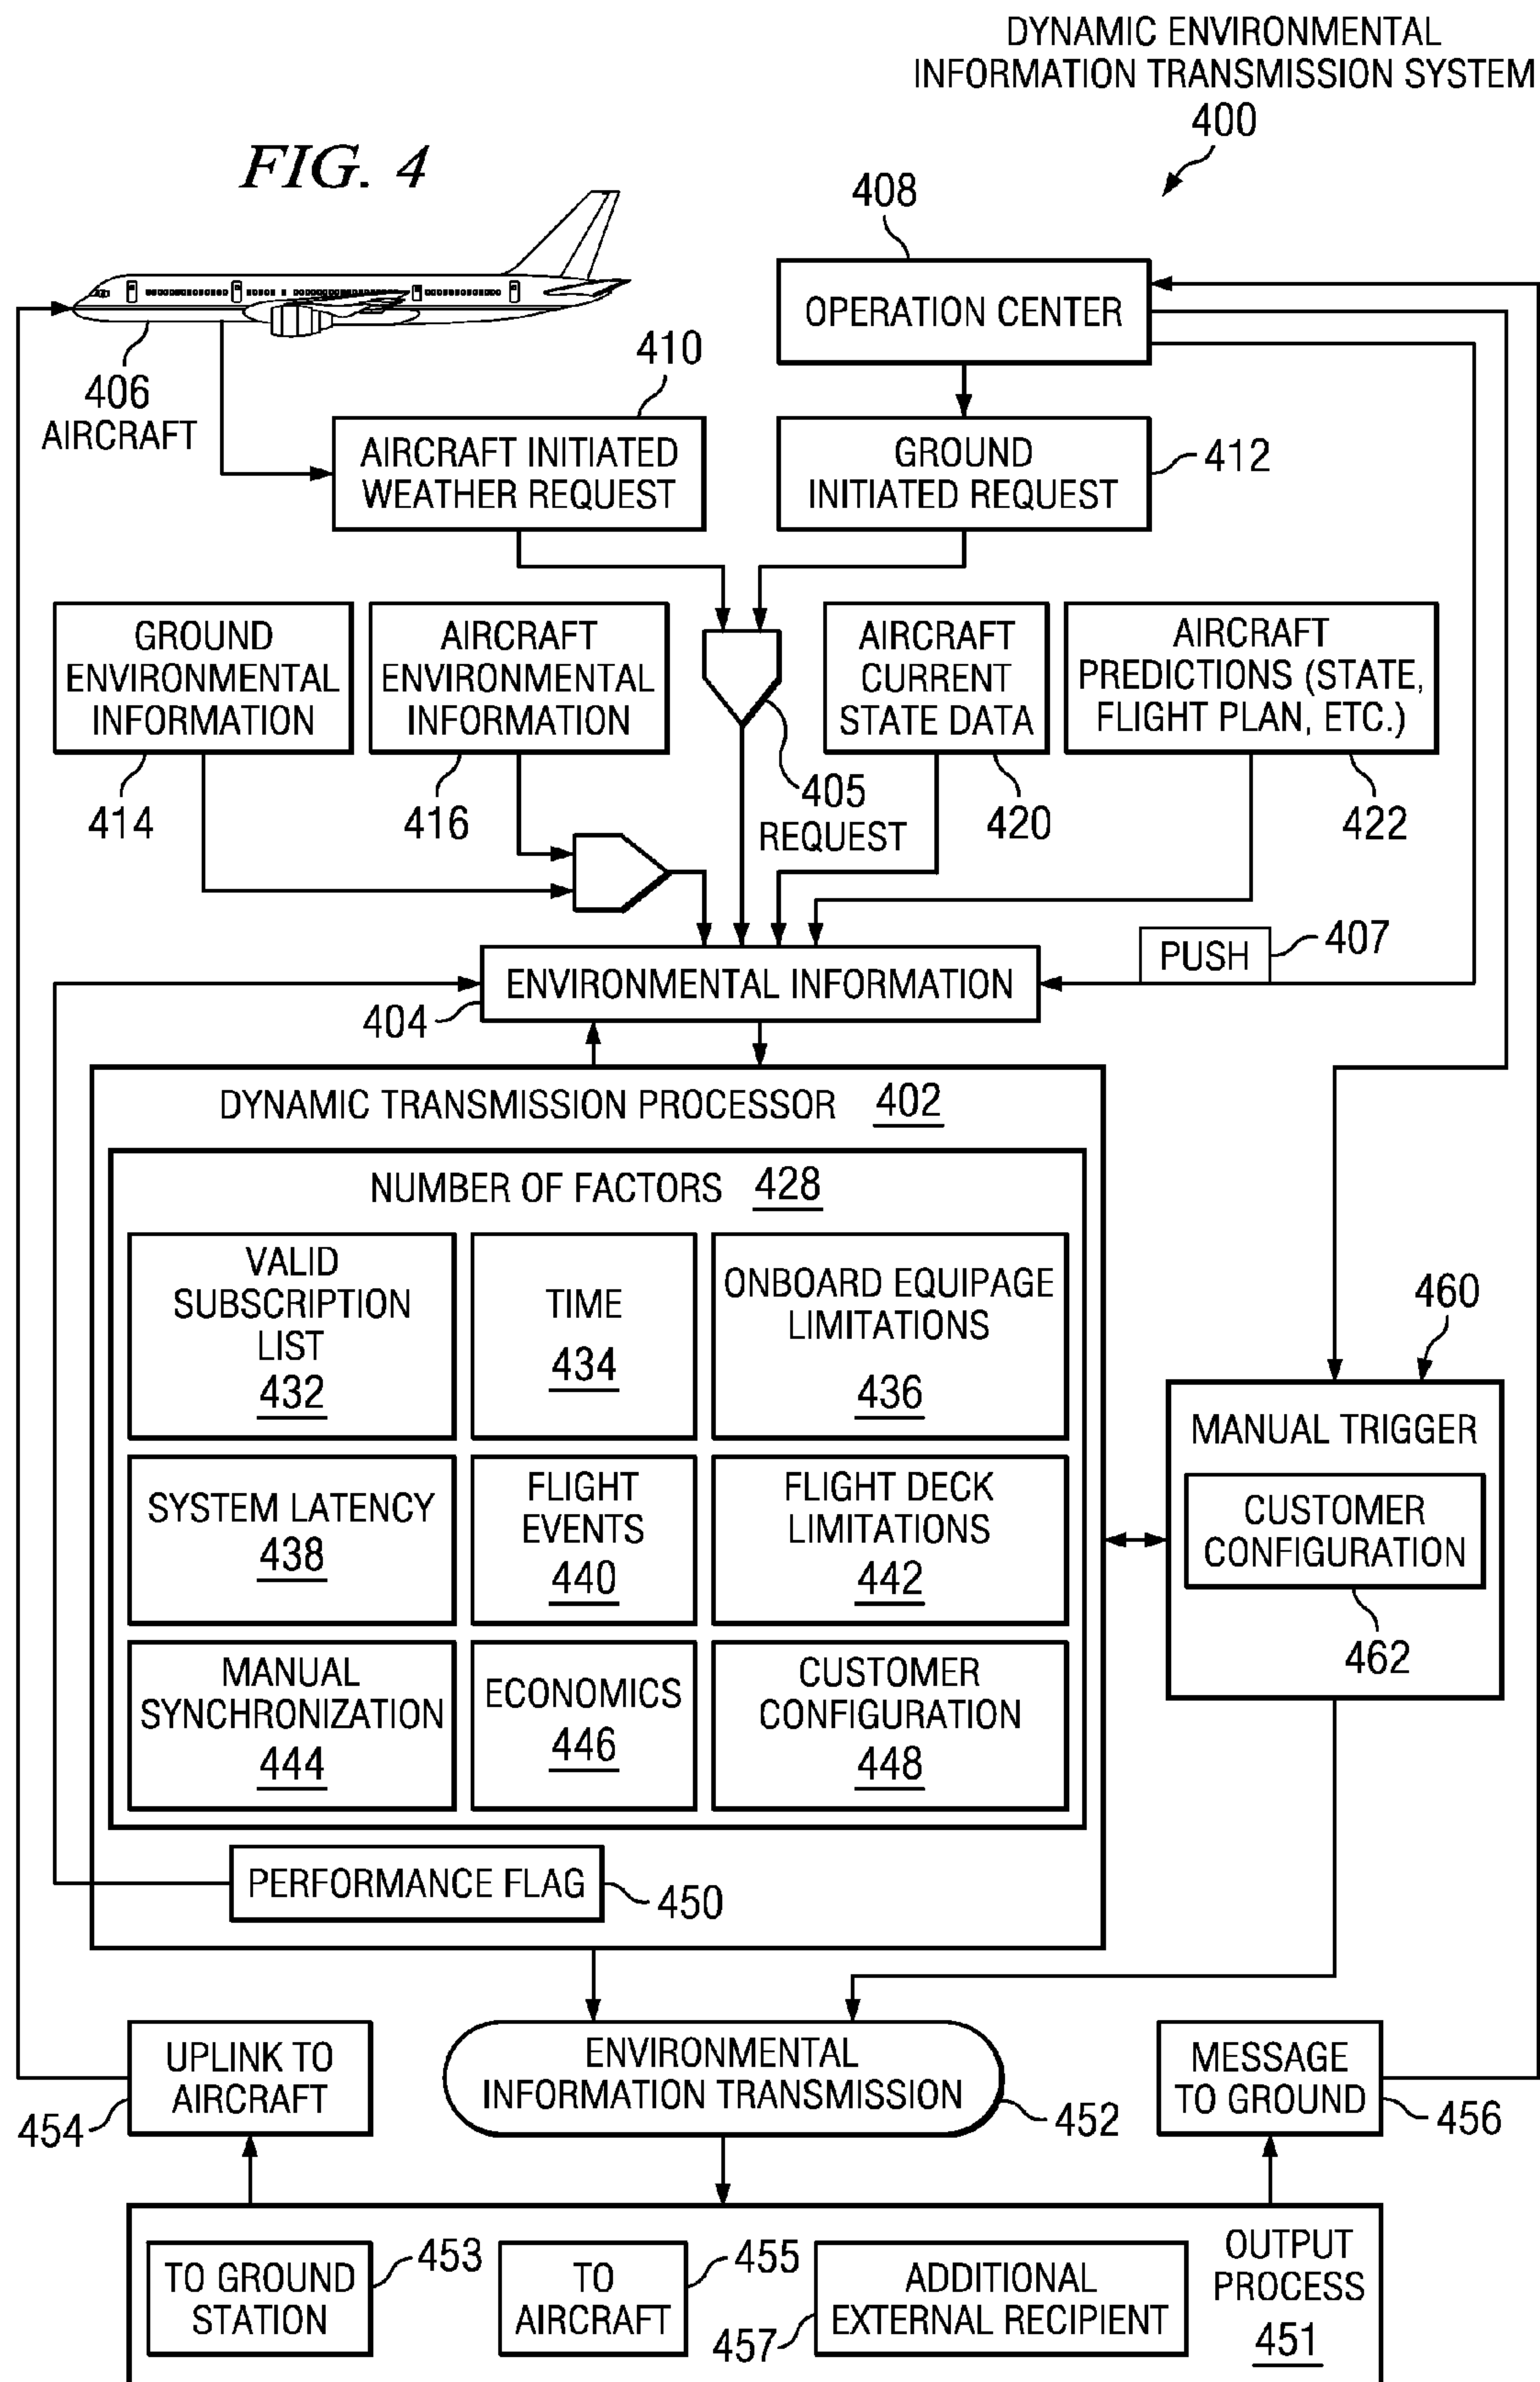 DYNAMIC ENVIRONMENTAL
INFORMATION TRANSMISSION SYSTEM
400
FIG. 4
408
OPERATION CENTER
406
AIRCRAFT
410
AIRCRAFT INITIATED
WEATHER REQUEST
GROUND
INITIATED REQUEST
412
GROUND
ENVIRONMENTAL
INFORMATION
414
AIRCRAFT
ENVIRONMENTAL
INFORMATION
416
405
REQUEST
AIRCRAFT
CURRENT
STATE DATA
420
AIRCRAFT
PREDICTIONS (STATE,
FLIGHT PLAN, ETC.)
422
PUSH
407
ENVIRONMENTAL INFORMATION
404
DYNAMIC TRANSMISSION PROCESSOR 402
NUMBER OF FACTORS 428
VALID
SUBSCRIPTION
LIST
432
TIME
434
ONBOARD EQUIPAGE
LIMITATIONS
436
SYSTEM LATENCY
438
FLIGHT
EVENTS
440
FLIGHT DECK
LIMITATIONS
442
MANUAL
SYNCHRONIZATION
444
ECONOMICS
446
CUSTOMER
CONFIGURATION
448
PERFORMANCE FLAG
450
460
MANUAL TRIGGER
CUSTOMER
CONFIGURATION
462
UPLINK TO
AIRCRAFT
454
ENVIRONMENTAL
INFORMATION TRANSMISSION
452
MESSAGE
TO GROUND
456
TO GROUND
STATION
453
TO
AIRCRAFT
455
ADDITIONAL
EXTERNAL RECIPIENT
457
OUTPUT
PROCESS
451